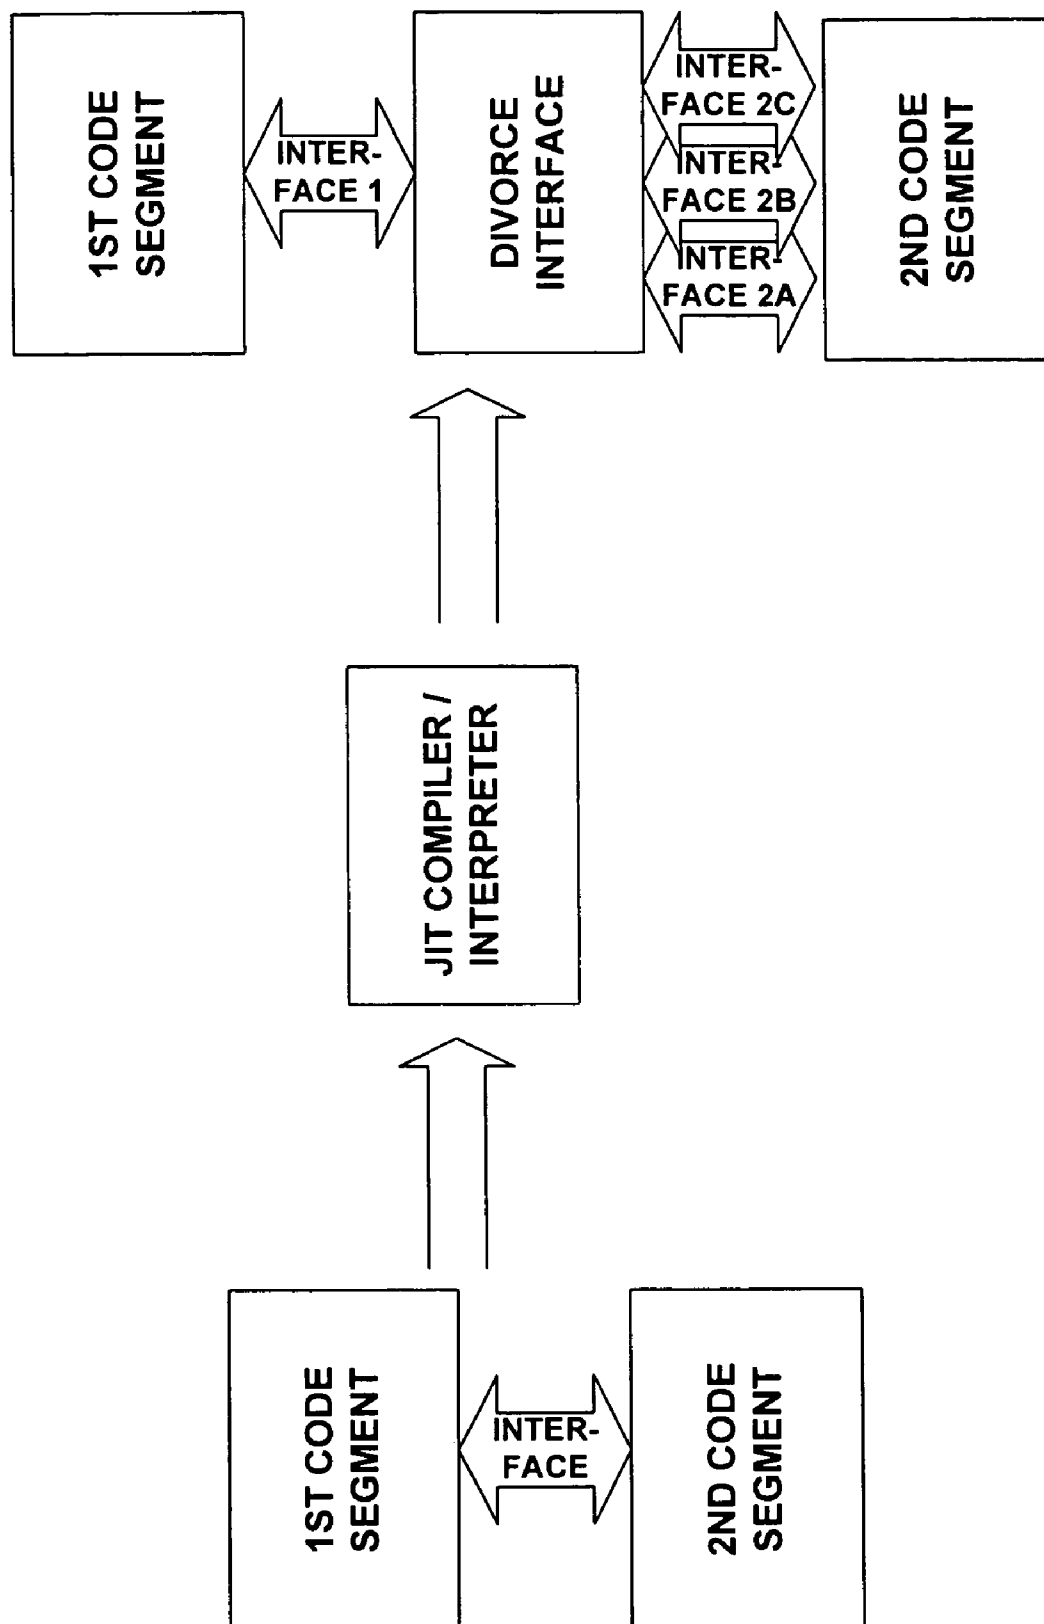 1ST CODE
SEGMENT
INTER-
FACE 1
DIVORCE
INTERFACE
INTER-
FACE 2C
INTER-
FACE 2B
INTER-
FACE 2A
2ND CODE
SEGMENT
JIT COMPILER /
INTERPRETER
1ST CODE
SEGMENT
INTER-
FACE
2ND CODE
SEGMENT